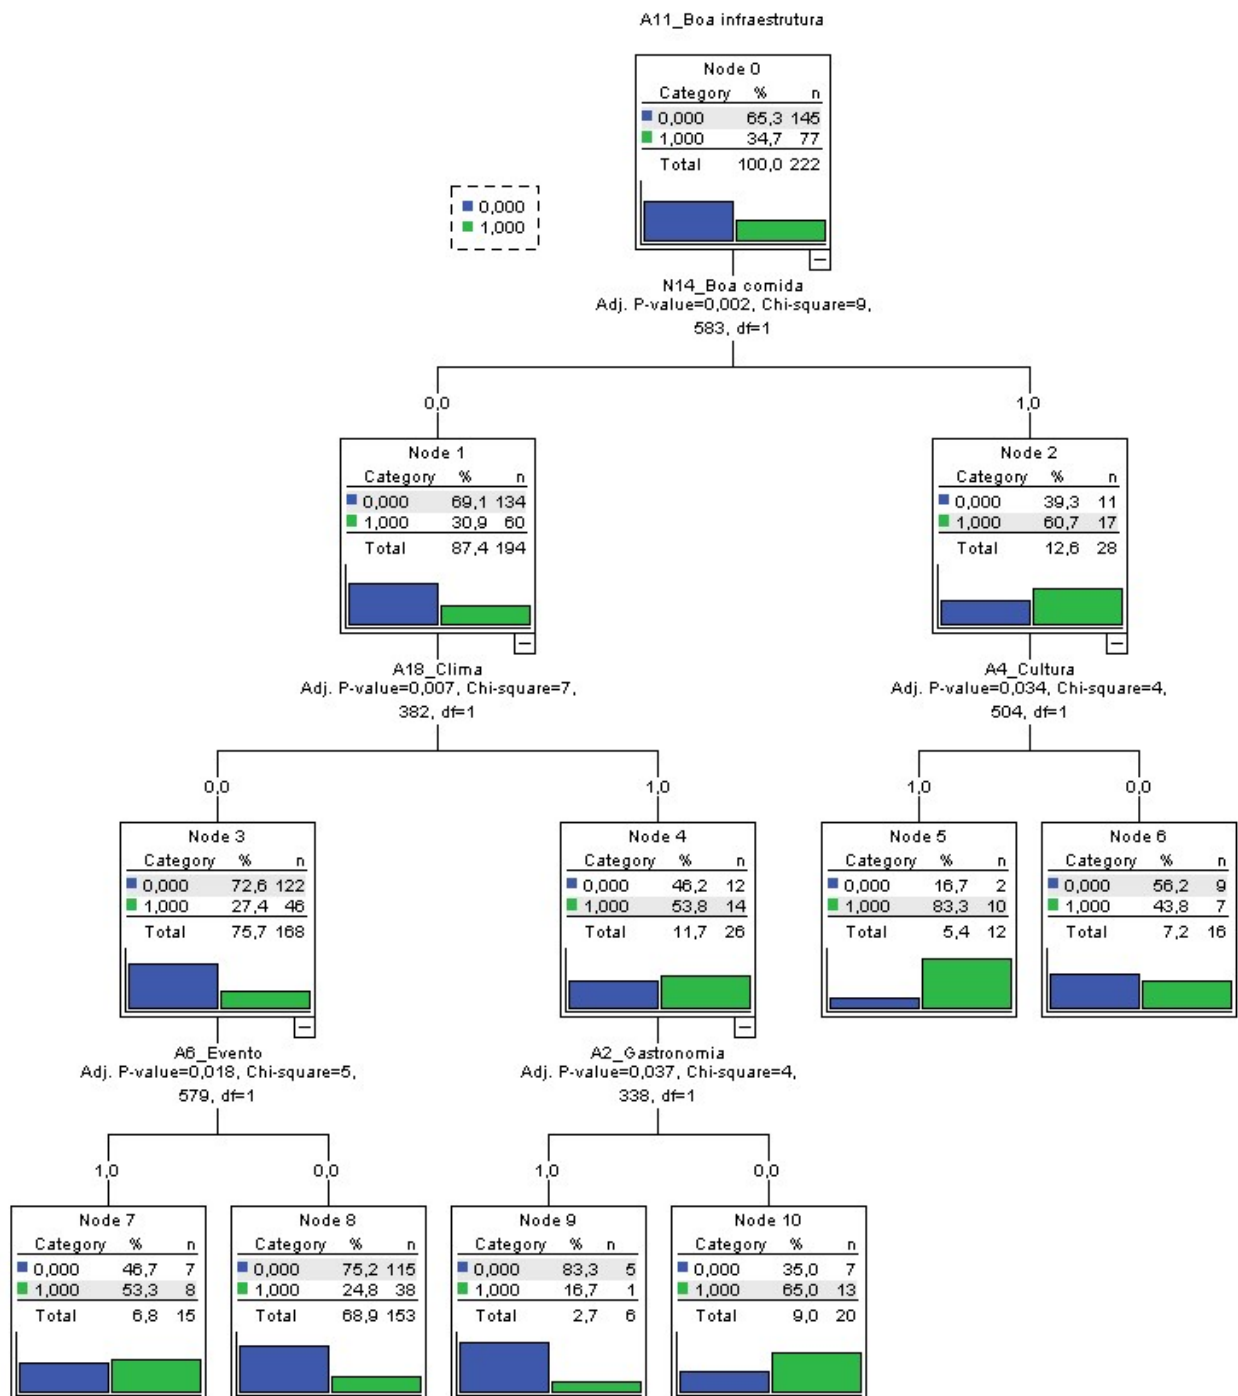 A11_Boa infraestrutura
Node 0
Category % n
0,000 65,3 145
1,000 34,7 77
Total 100,0 222
0,000
1,000
N14_Boa comida
Adj. P-value=0,002, Chi-square=9,
583, df=1
0,0
1,0
Node 1
Category % n
0,000 69,1 134
1,000 30,9 60
Total 87,4 194
Node 2
Category % n
0,000 39,3 11
1,000 60,7 17
Total 12,6 28
A18_Clima
Adj. P-value=0,007, Chi-square=7,
382, df=1
A4_Cultura
Adj. P-value=0,034, Chi-square=4,
504, df=1
0,0
1,0
1,0
0,0
Node 3
Category % n
0,000 72,6 122
1,000 27,4 46
Total 75,7 168
Node 4
Category % n
0,000 46,2 12
1,000 53,8 14
Total 11,7 26
Node 5
Category % n
0,000 16,7 2
1,000 83,3 10
Total 5,4 12
Node 6
Category % n
0,000 56,2 9
1,000 43,8 7
Total 7,2 16
A6_Evento
Adj. P-value=0,018, Chi-square=5,
579, df=1
A2_Gastronomia
Adj. P-value=0,037, Chi-square=4,
338, df=1
1,0
0,0
1,0
0,0
Node 7
Category % n
0,000 46,7 7
1,000 53,3 8
Total 6,8 15
Node 8
Category % n
0,000 75,2 115
1,000 24,8 38
Total 68,9 153
Node 9
Category % n
0,000 83,3 5
1,000 16,7 1
Total 2,7 6
Node 10
Category % n
0,000 35,0 7
1,000 65,0 13
Total 9,0 20